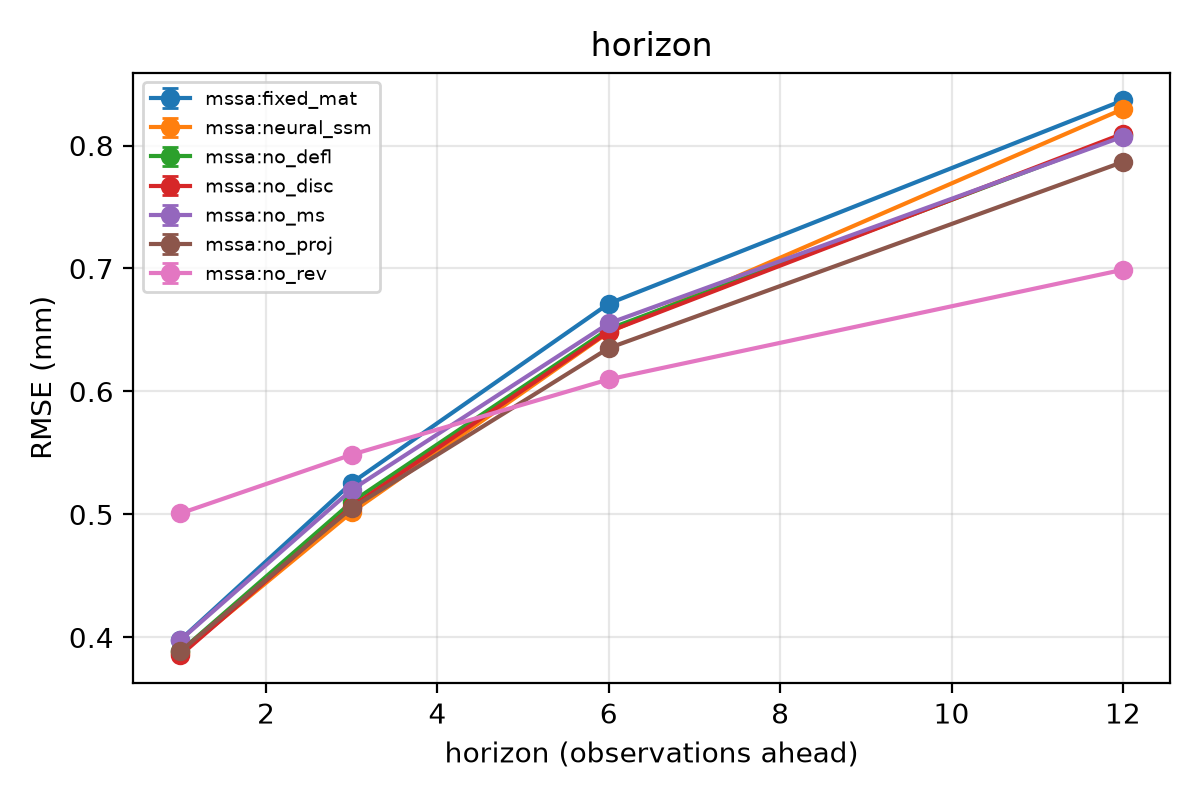 horizon
mssa:fixed_mat
mssa:neural_ssm
mssa:no_defl
mssa:no_disc
mssa:no_ms
mssa:no_proj
mssa:no_rev
RMSE (mm)
0.8
0.7
0.6
0.5
0.4
2 4 6 8 10 12
horizon (observations ahead)